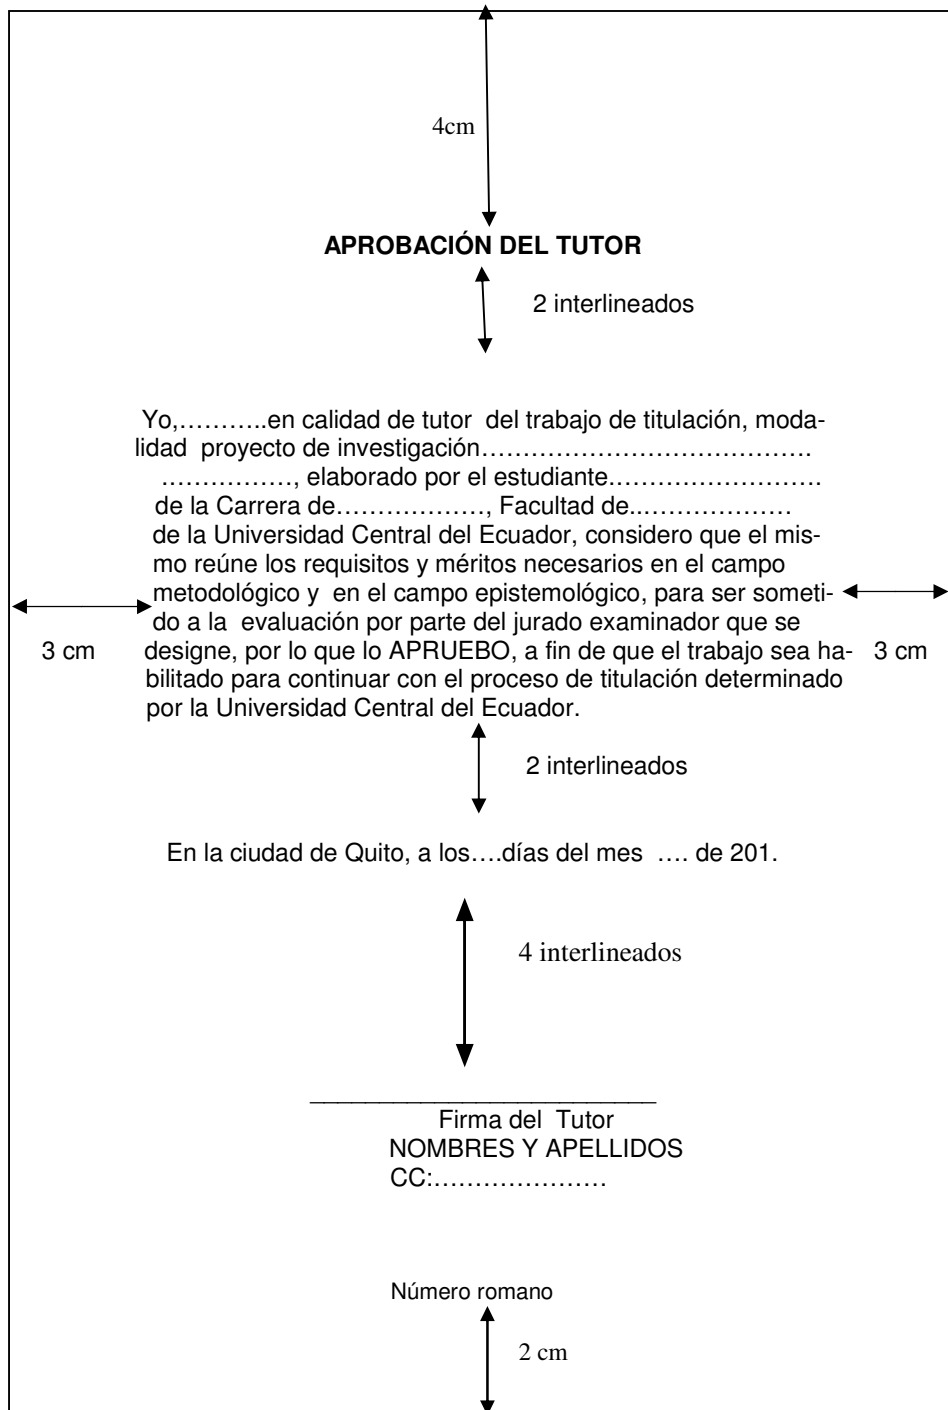 4cm
APROBACIÓN DEL TUTOR
2 interlineados
Yo,………..en calidad de tutor  del trabajo de titulación, moda-
lidad  proyecto de investigación………………………………….
..……………, elaborado por el estudiante..…………………….
de la Carrera de………………, Facultad de..………………
de la Universidad Central del Ecuador, considero que el mis-
mo reúne los requisitos y méritos necesarios en el campo
metodológico y  en el campo epistemológico, para ser someti-
do a la  evaluación por parte del jurado examinador que se
3 cm designe, por lo que lo APRUEBO, a fin de que el trabajo sea ha- 3 cm
bilitado para continuar con el proceso de titulación determinado
por la Universidad Central del Ecuador.
2 interlineados
En la ciudad de Quito, a los….días del mes  …. de 201.
4 interlineados
__________________________
Firma del  Tutor
NOMBRES Y APELLIDOS
CC:…………………
Número romano
2 cm